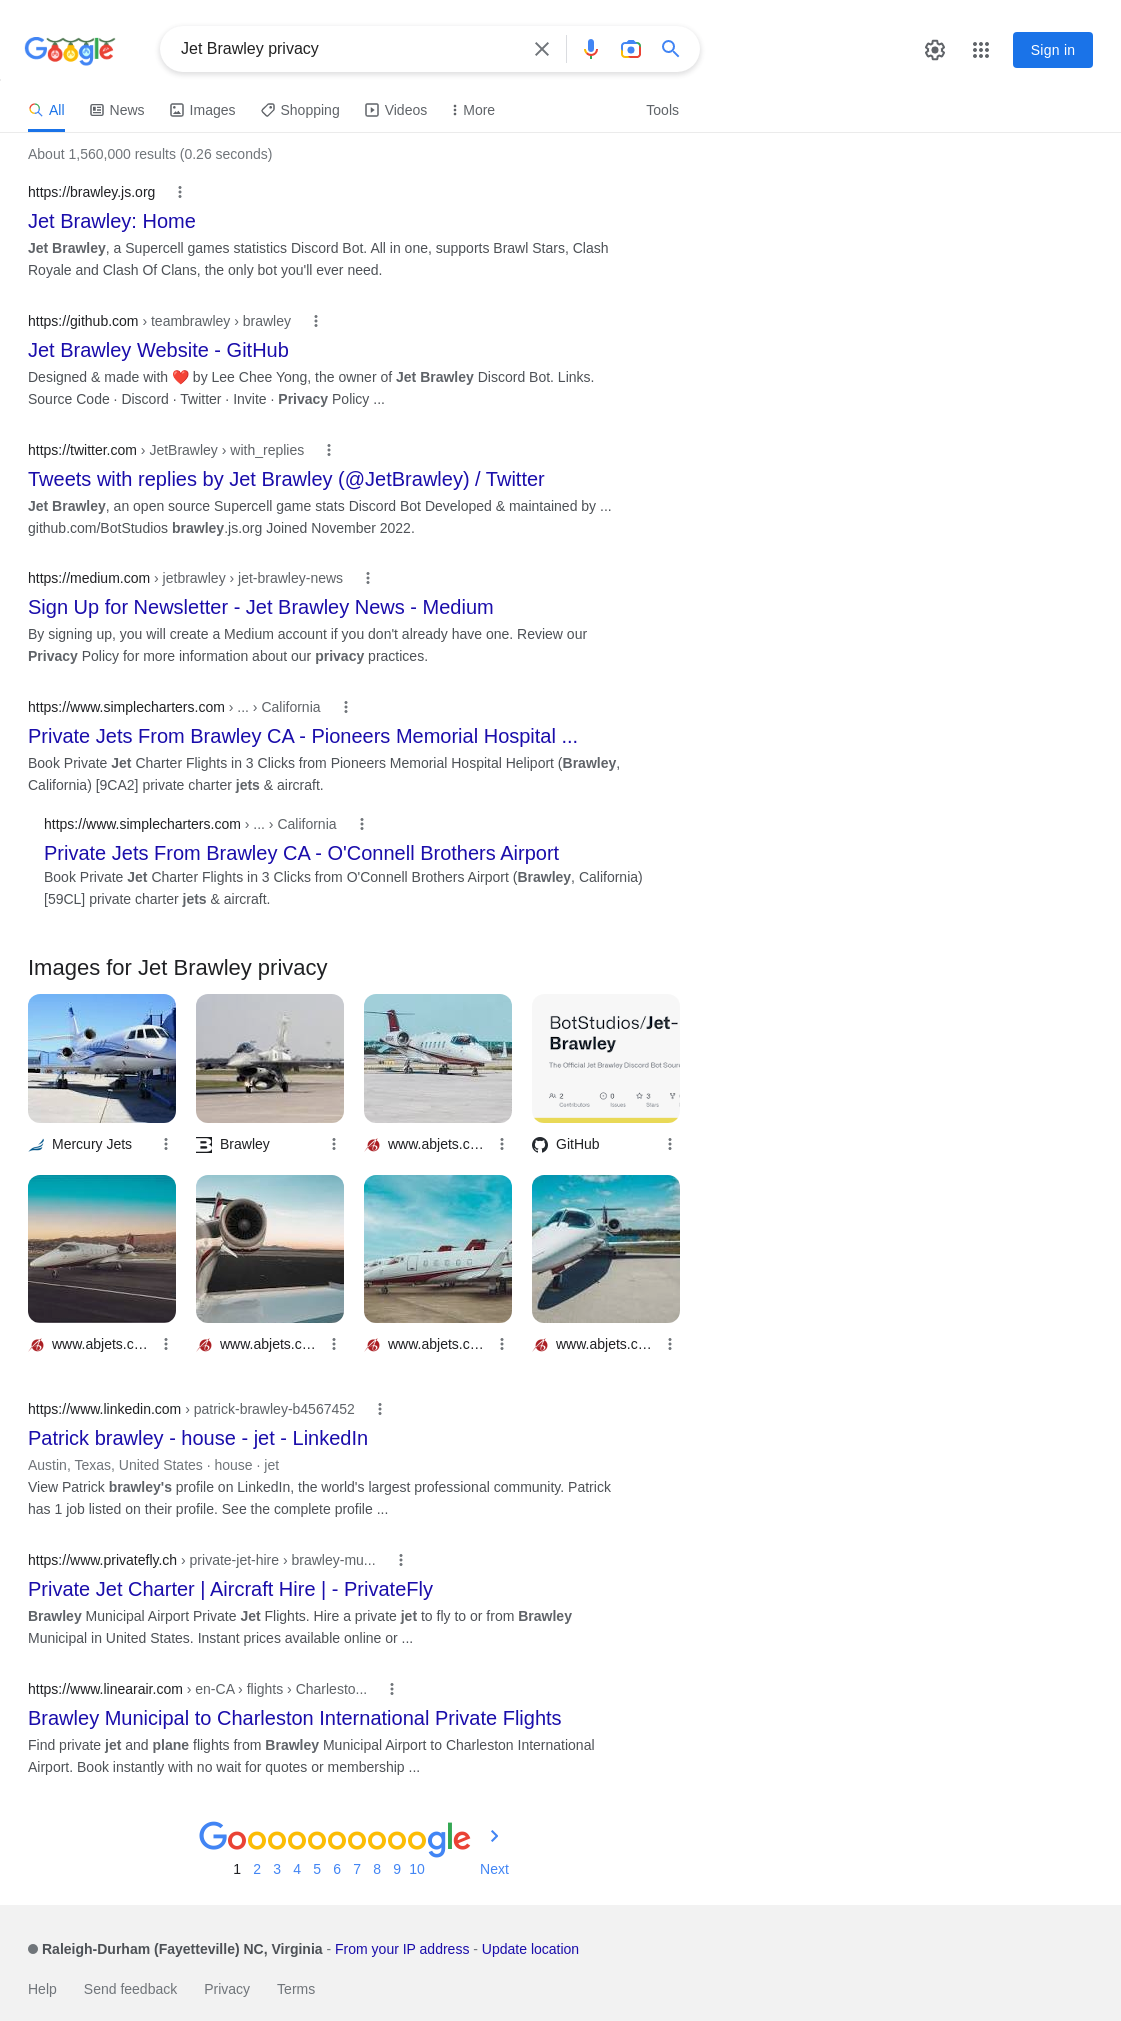 Google
Jet Brawley privacy
Sign in
All
News
Images
Shopping
Videos
More
Tools
About 1,560,000 results (0.26 seconds)
https://brawley.js.org
Jet Brawley: Home
Jet Brawley, a Supercell games statistics Discord Bot. All in one, supports Brawl Stars, Clash
Royale and Clash Of Clans, the only bot you'll ever need.
https://github.com › teambrawley › brawley
Jet Brawley Website - GitHub
Designed & made with ❤️ by Lee Chee Yong, the owner of Jet Brawley Discord Bot. Links.
Source Code · Discord · Twitter · Invite · Privacy Policy ...
https://twitter.com › JetBrawley › with_replies
Tweets with replies by Jet Brawley (@JetBrawley) / Twitter
Jet Brawley, an open source Supercell game stats Discord Bot Developed & maintained by ...
github.com/BotStudios brawley.js.org Joined November 2022.
https://medium.com › jetbrawley › jet-brawley-news
Sign Up for Newsletter - Jet Brawley News - Medium
By signing up, you will create a Medium account if you don't already have one. Review our
Privacy Policy for more information about our privacy practices.
https://www.simplecharters.com › ... › California
Private Jets From Brawley CA - Pioneers Memorial Hospital ...
Book Private Jet Charter Flights in 3 Clicks from Pioneers Memorial Hospital Heliport (Brawley,
California) [9CA2] private charter jets & aircraft.
https://www.simplecharters.com › ... › California
Private Jets From Brawley CA - O'Connell Brothers Airport
Book Private Jet Charter Flights in 3 Clicks from O'Connell Brothers Airport (Brawley, California)
[59CL] private charter jets & aircraft.
Images for Jet Brawley privacy
BotStudios/Jet-
Brawley
The Official Jet Brawley Discord Bot Sour
2
0
3
Contributors
Issues
Stars
Mercury Jets
Brawley
www.abjets.c...
GitHub
www.abjets.c...
www.abjets.c...
www.abjets.c...
www.abjets.c...
https://www.linkedin.com › patrick-brawley-b4567452
Patrick brawley - house - jet - LinkedIn
Austin, Texas, United States · house · jet
View Patrick brawley's profile on LinkedIn, the world's largest professional community. Patrick
has 1 job listed on their profile. See the complete profile ...
https://www.privatefly.ch › private-jet-hire › brawley-mu...
Private Jet Charter | Aircraft Hire | - PrivateFly
Brawley Municipal Airport Private Jet Flights. Hire a private jet to fly to or from Brawley
Municipal in United States. Instant prices available online or ...
https://www.linearair.com › en-CA › flights › Charlesto...
Brawley Municipal to Charleston International Private Flights
Find private jet and plane flights from Brawley Municipal Airport to Charleston International
Airport. Book instantly with no wait for quotes or membership ...
Goooooooooogle
1 2 3 4 5 6 7 8 9 10 Next
Raleigh-Durham (Fayetteville) NC, Virginia - From your IP address - Update location
Help
Send feedback
Privacy
Terms